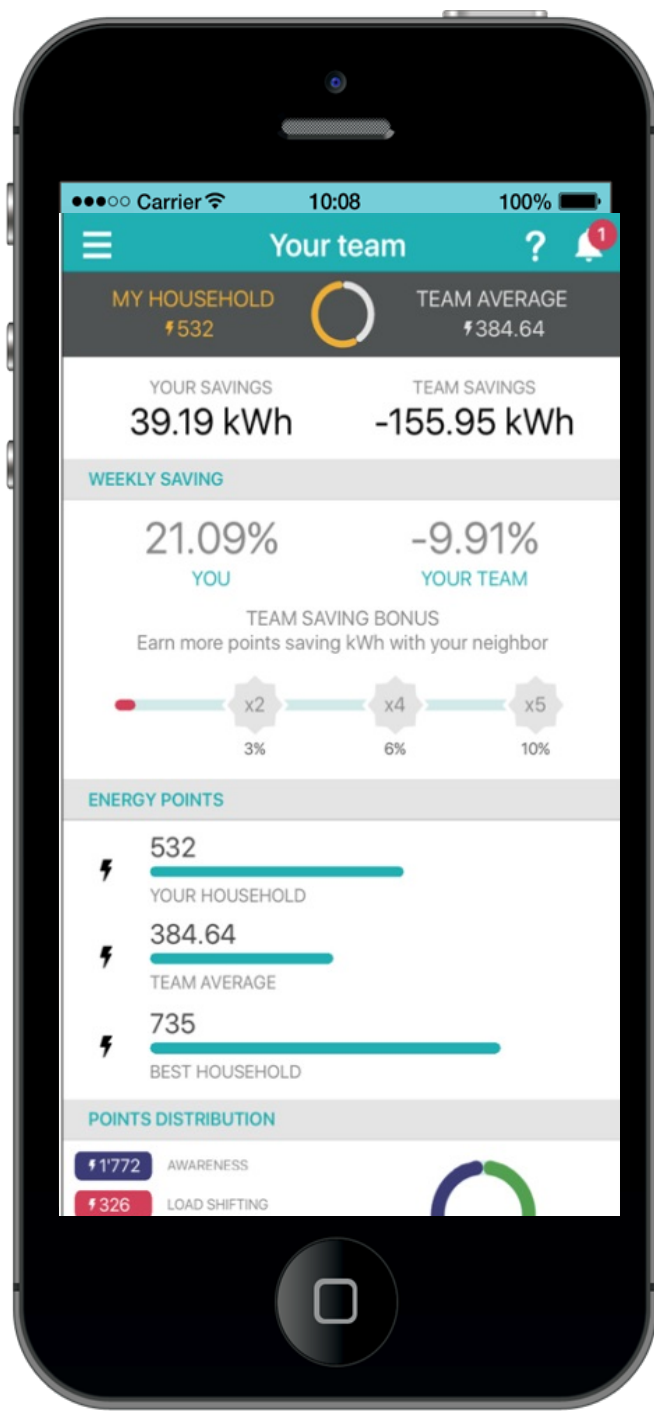 Carrier 10:08 100%
Your team ? 1
MY HOUSEHOLD TEAM AVERAGE
532 384.64
YOUR SAVINGS TEAM SAVINGS
39.19 kWh -155.95 kWh
WEEKLY SAVING
21.09% -9.91%
YOU YOUR TEAM
TEAM SAVING BONUS
Earn more points saving kWh with your neighbor
x2 x4 x5
3% 6% 10%
ENERGY POINTS
532
YOUR HOUSEHOLD
384.64
TEAM AVERAGE
735
BEST HOUSEHOLD
POINTS DISTRIBUTION
1'772 AWARENESS
326 LOAD SHIFTING